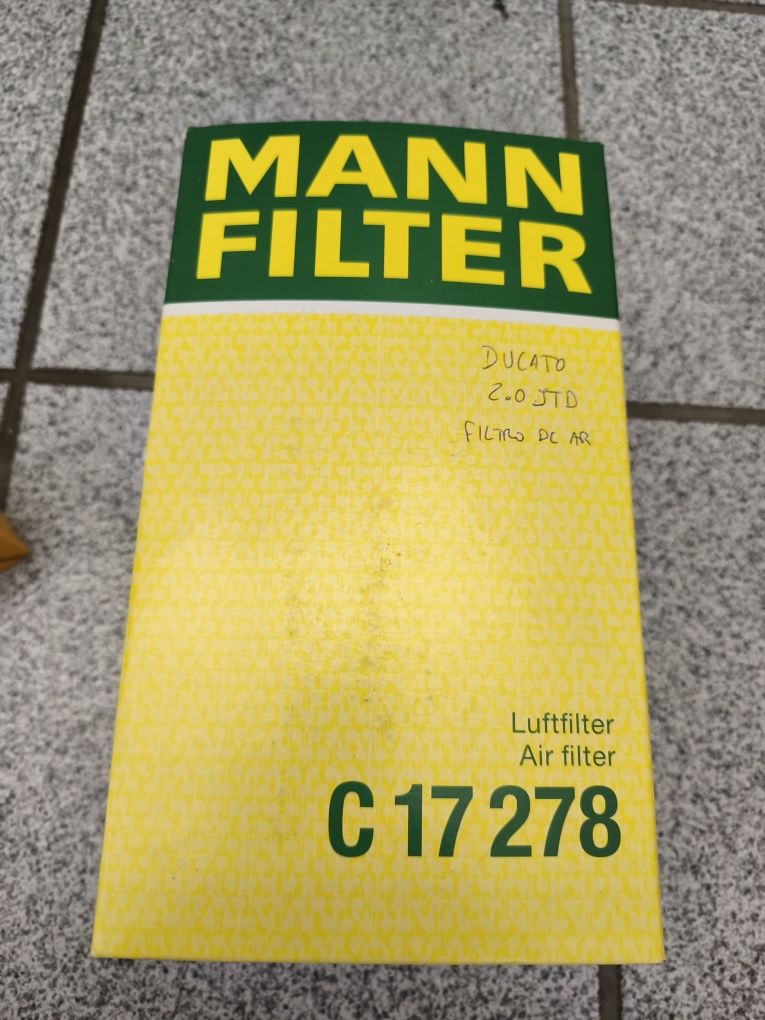 MANN
FILTER
DUCATO
2.0 JTD
FILTRO DE AR
Luftfilter
Air filter
C 17 278